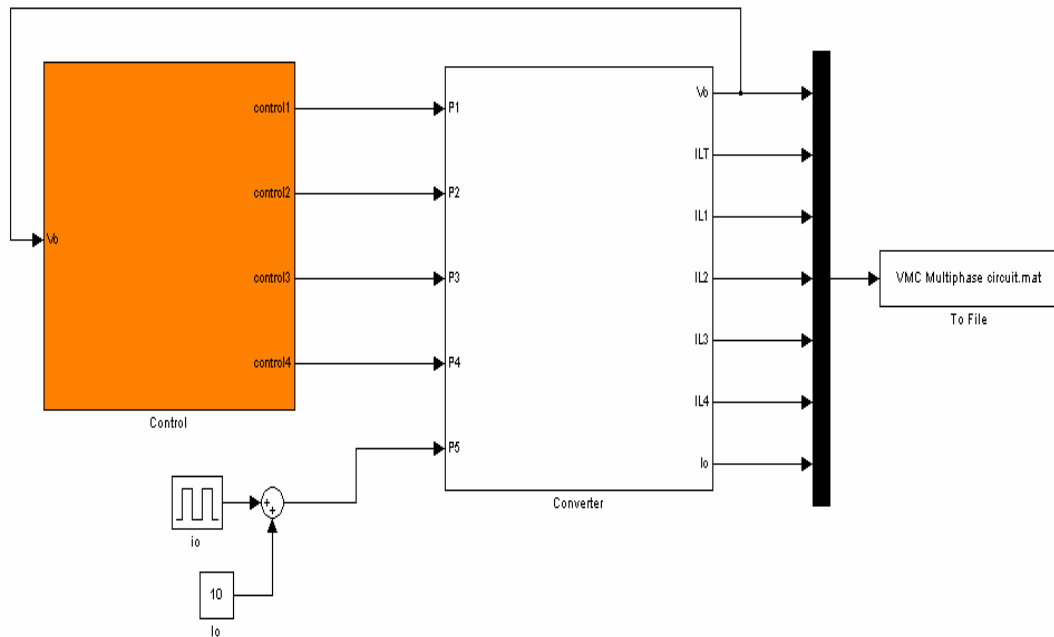 control1
control2
control3
control4
Vo
Control
P1
P2
P3
P4
P5
Vo
ILT
IL1
IL2
IL3
IL4
Io
Converter
VMC Multiphase circuit.mat
To File
io
10
Io